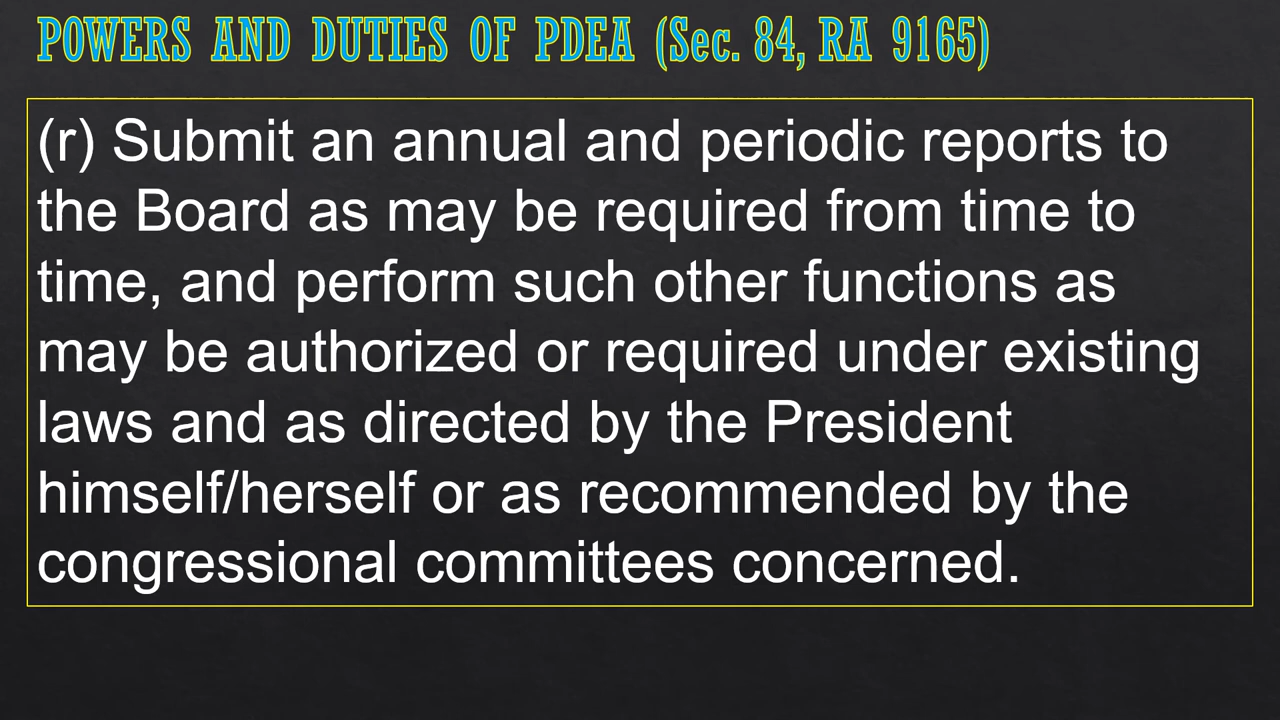 POWERS AND DUTIES OF PDEA (Sec. 84, RA 9165)
(r) Submit an annual and periodic reports to
the Board as may be required from time to
time, and perform such other functions as
may be authorized or required under existing
laws and as directed by the President
himself/herself or as recommended by the
congressional committees concerned.